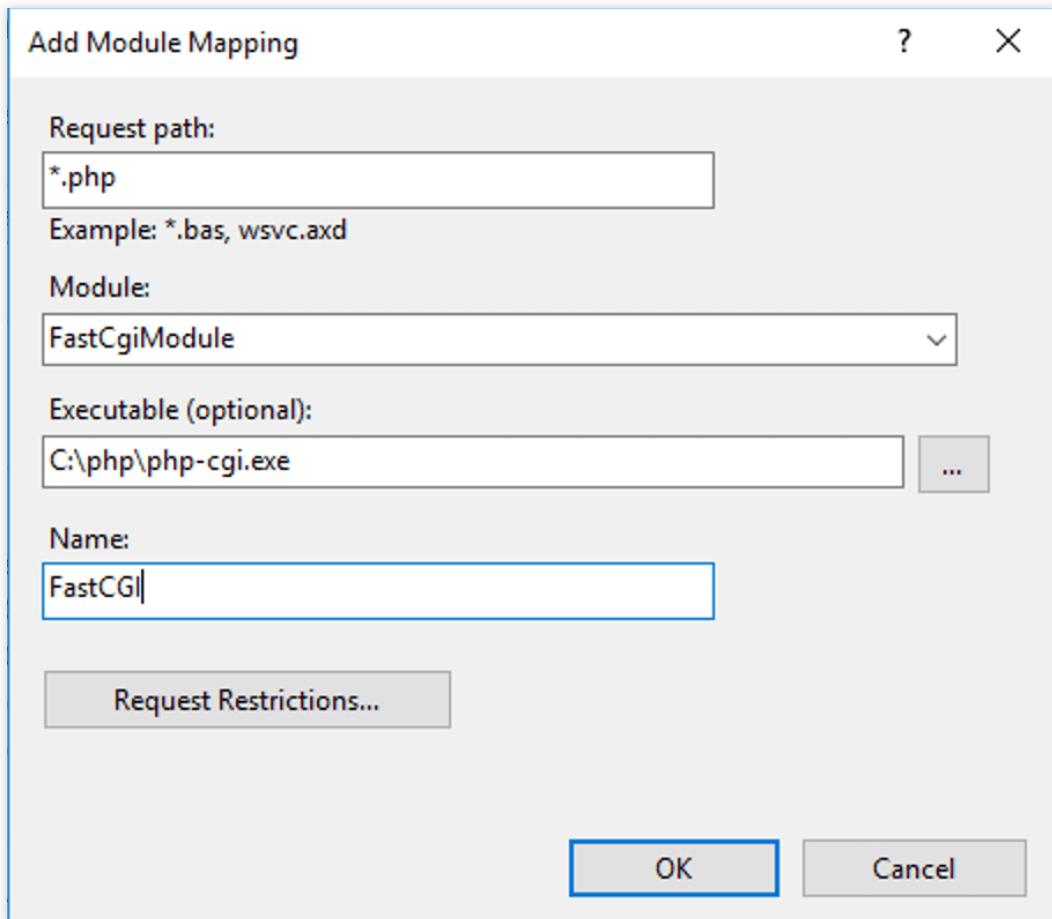 Add Module Mapping ?
Request path:
*.php
Example: *.bas, wsvc.axd
Module:
FastCgiModule
Executable (optional):
C:\php\php-cgi.exe ...
Name:
FastCGI
Request Restrictions...
OK Cancel